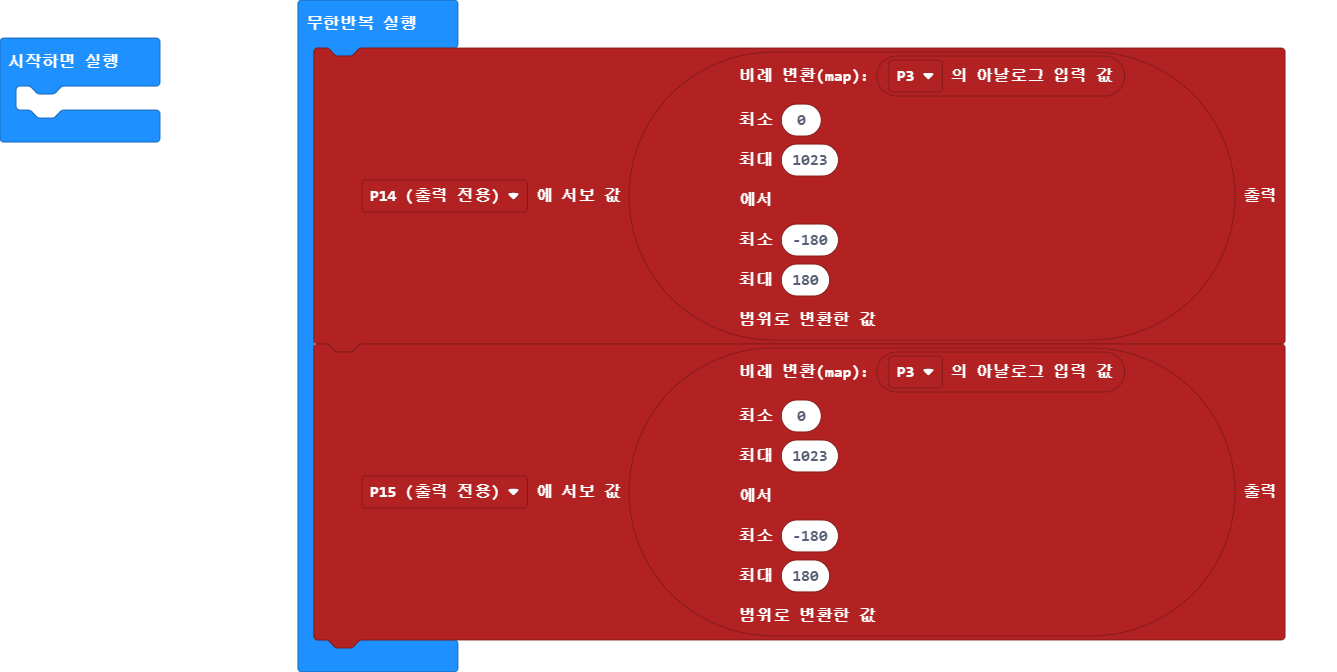 시작하면 실행
무한반복 실행
비례 변환(map): P3 의 아날로그 입력 값
최소 0
최대 1023
에서
P14 (출력 전용) 에 서보 값 출력
최소 -180
최대 180
범위로 변환한 값
비례 변환(map): P3 의 아날로그 입력 값
최소 0
최대 1023
에서
P15 (출력 전용) 에 서보 값 출력
최소 -180
최대 180
범위로 변환한 값